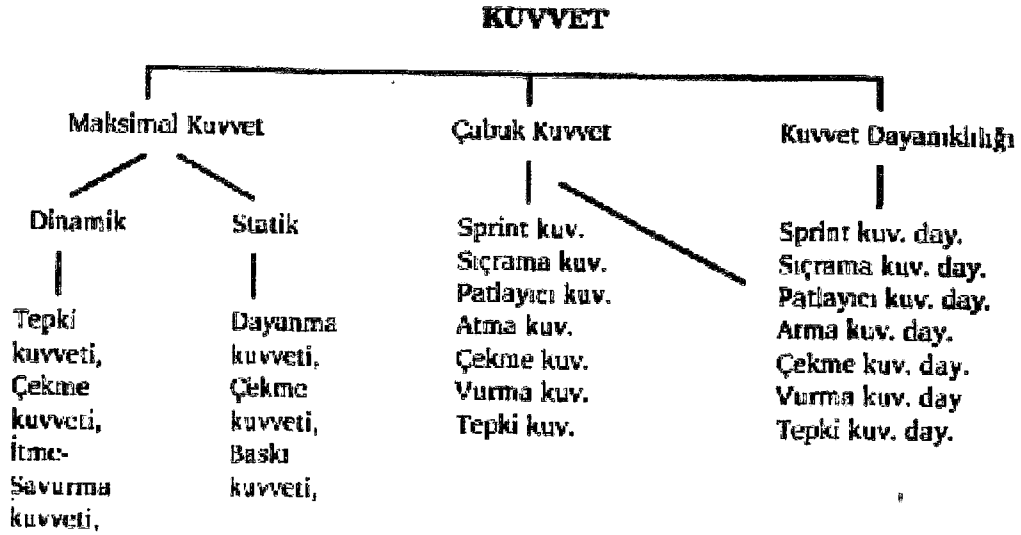 KUVVET
Maksimal Kuvvet
Çabuk Kuvvet
Kuvvet Dayanıklılığı
Dinamik
Statik
Tepki
kuvveti,
Çekme
kuvveti,
İtme-
Savurma
kuvveti,
Dayanma
kuvveti,
Çekme
kuvveti,
Baskı
kuvveti,
Sprint kuv.
Sıçrama kuv.
Patlayıcı kuv.
Atma kuv.
Çekme kuv.
Vurma kuv.
Tepki kuv.
Sprint kuv. day.
Sıçrama kuv. day.
Patlayıcı kuv. day.
Atma kuv. day.
Çekme kuv. day.
Vurma kuv. day
Tepki kuv. day.